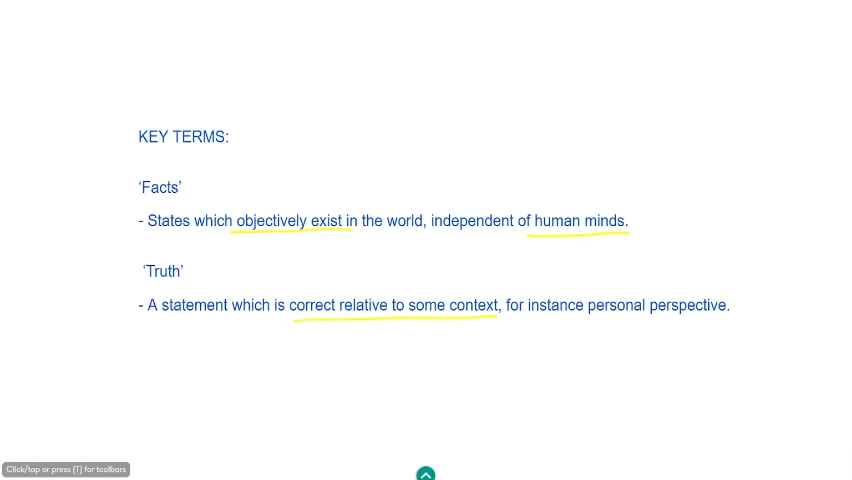 KEY TERMS:
‘Facts’
- States which objectively exist in the world, independent of human minds.
‘Truth’
- A statement which is correct relative to some context, for instance personal perspective.
Click/tap or press [T] for toolbars